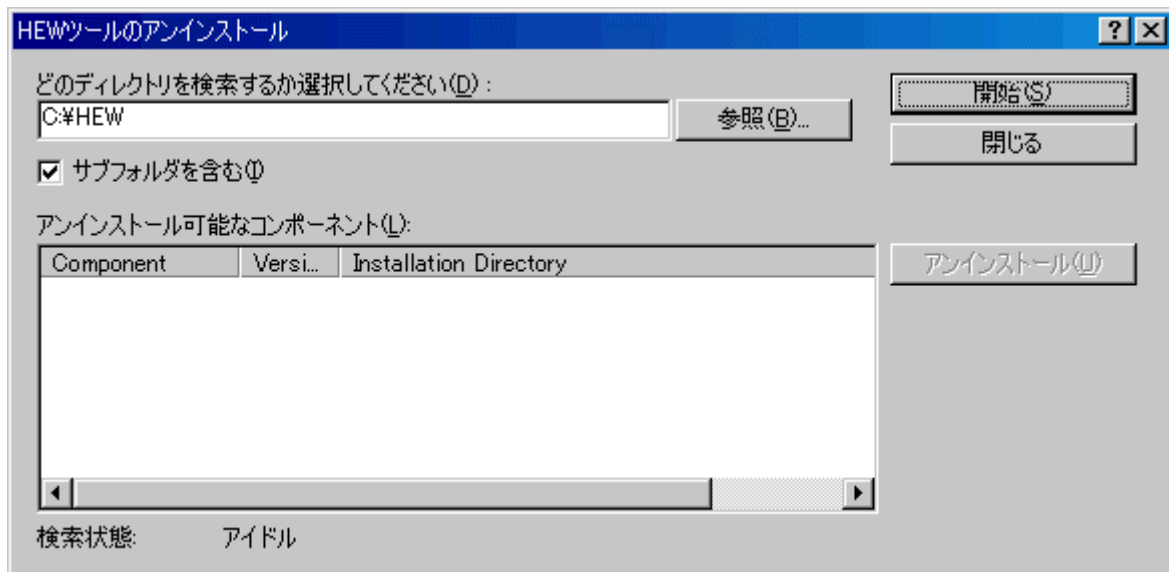 HEWツールのアンインストール
どのディレクトリを検索するか選択してください(D) :
C:¥HEW
参照(B)...
開始(S)
閉じる
サブフォルダを含む(I)
アンインストール可能なコンポーネント(L):
Component Versi... Installation Directory
アンインストール(U)
検索状態: アイドル